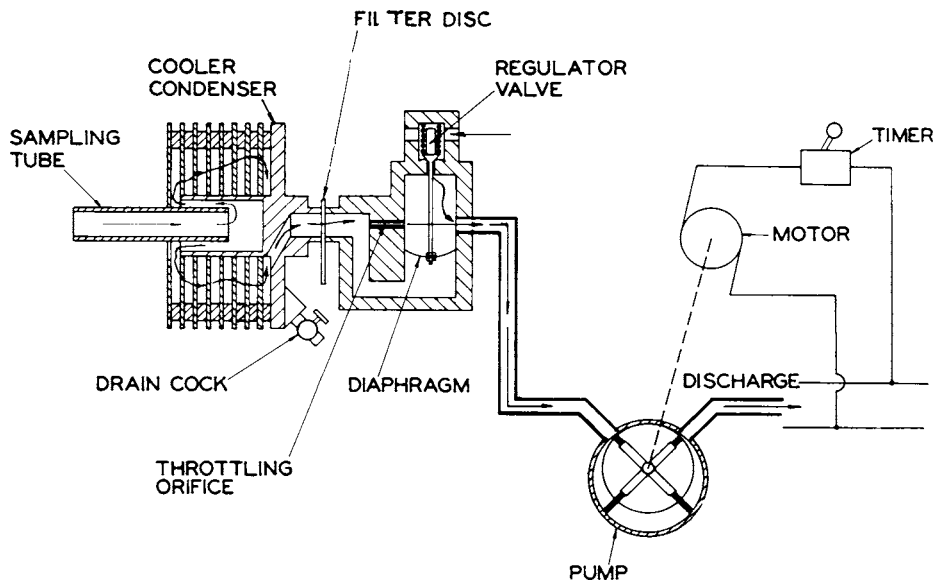 FILTER DISC
COOLER
CONDENSER
REGULATOR
VALVE
SAMPLING
TUBE
TIMER
MOTOR
DRAIN COCK
DIAPHRAGM
DISCHARGE
THROTTLING
ORIFICE
PUMP